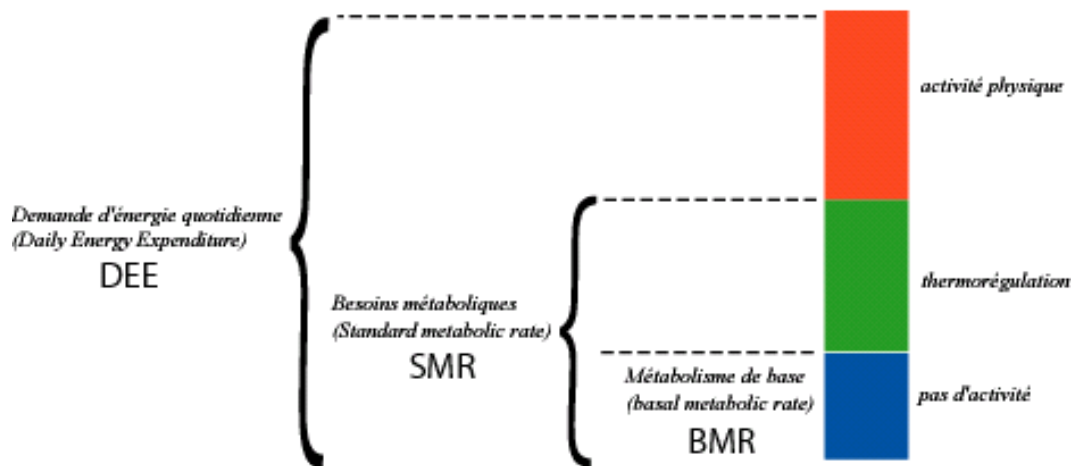 activité physique
Demande d'énergie quotidienne
(Daily Energy Expenditure)
DEE
thermorégulation
Besoins métaboliques
(Standard metabolic rate)
SMR
Métabolisme de base
(basal metabolic rate)
BMR
pas d'activité